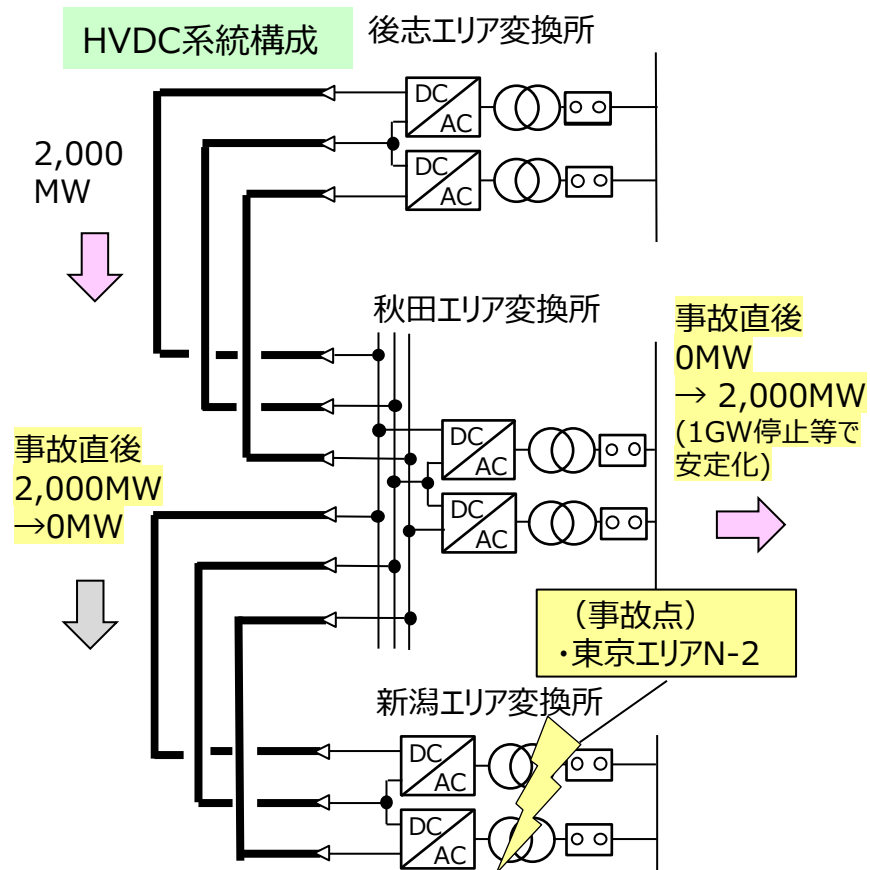 HVDC系統構成
後志エリア変換所
DC
AC
DC
AC
2,000
MW
秋田エリア変換所
事故直後
0MW
→ 2,000MW
(1GW停止等で
安定化)
DC
AC
DC
AC
事故直後
2,000MW
→0MW
（事故点）
・東京エリアN-2
新潟エリア変換所
DC
AC
DC
AC